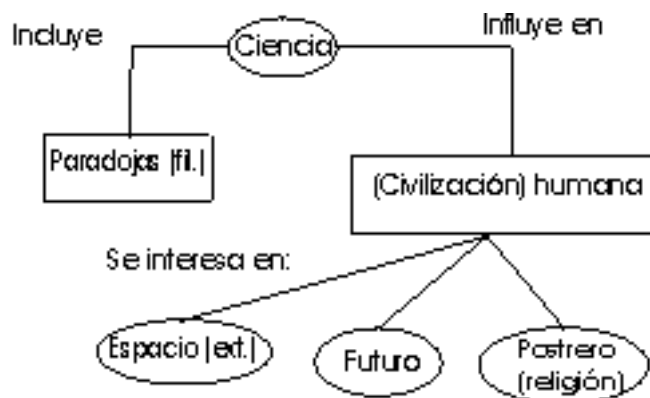 Incluye
Ciencia
Influye en
Paradojas |fil.|
(Civilización) humana
Se interesa en:
Espacio |ext.|
Futuro
Postrero
(religión)